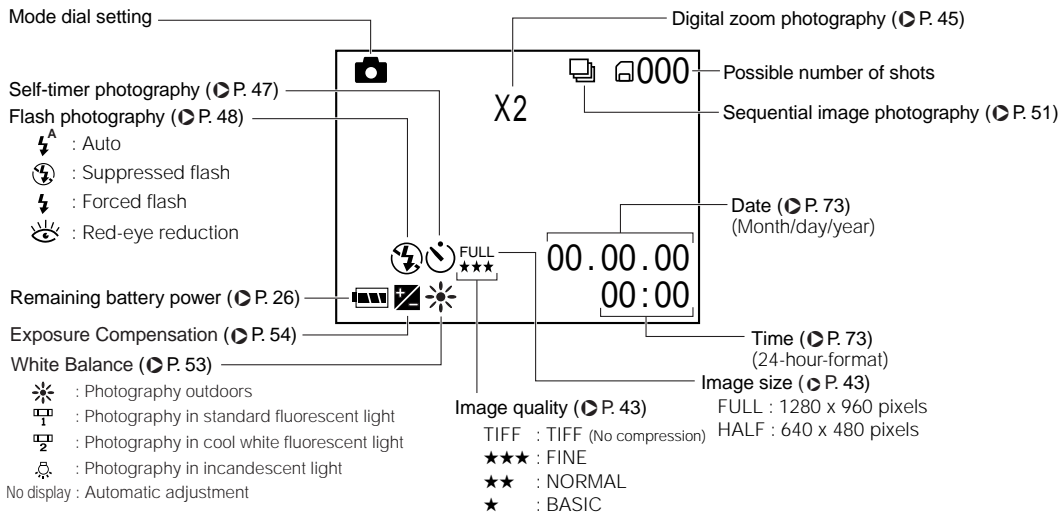 Mode dial setting
Digital zoom photography (P. 45)
000
Possible number of shots
X2
Self-timer photography (P. 47)
Sequential image photography (P. 51)
Flash photography (P. 48)
A : Auto
: Suppressed flash
: Forced flash
: Red-eye reduction
Date (P. 73)
(Month/day/year)
FULL
★★★
00.00.00
00:00
Remaining battery power (P. 26)
Exposure Compensation (P. 54)
White Balance (P. 53)
: Photography outdoors
1 : Photography in standard fluorescent light
2 : Photography in cool white fluorescent light
: Photography in incandescent light
No display : Automatic adjustment
Time (P. 73)
(24-hour-format)
Image size (P. 43)
FULL : 1280 x 960 pixels
HALF : 640 x 480 pixels
Image quality (P. 43)
TIFF : TIFF (No compression)
★★★ : FINE
★★ : NORMAL
★ : BASIC